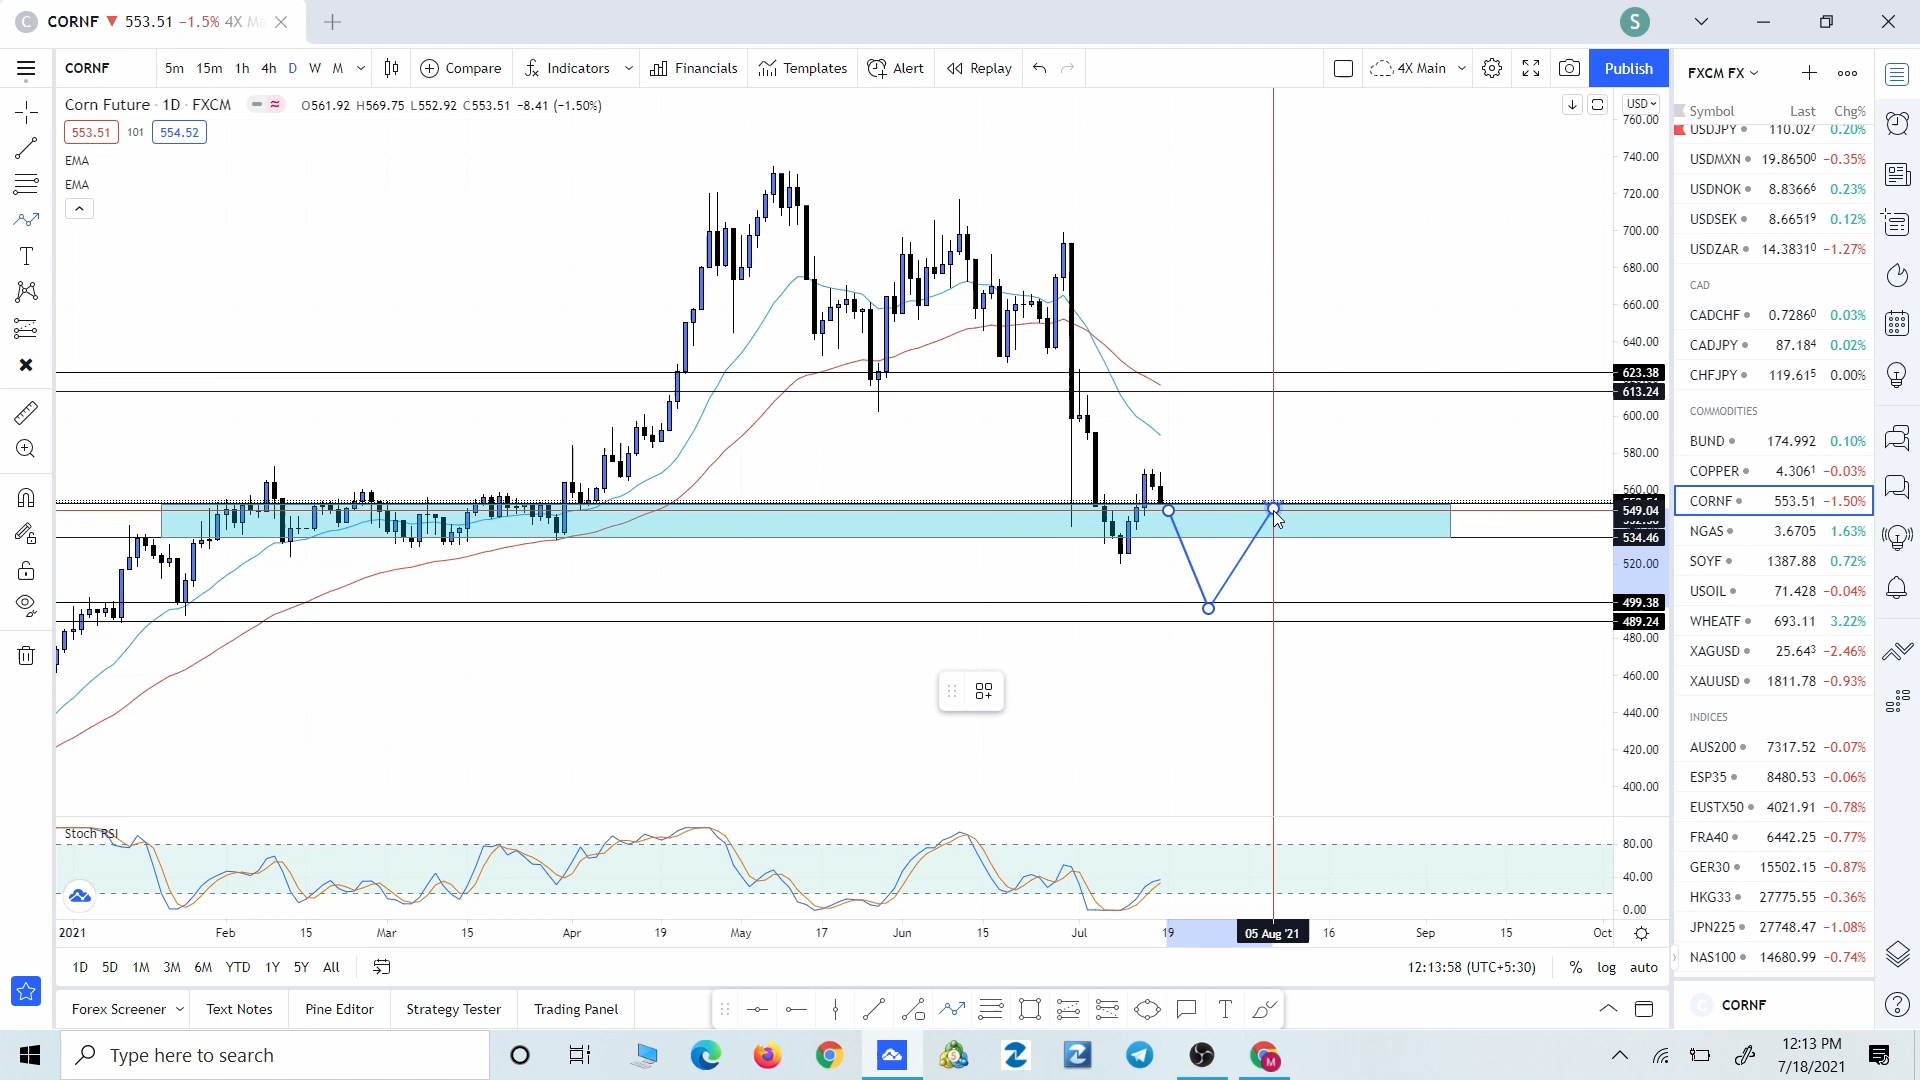 C CORNF ▼ 553.51 −1.5% 4X Ma
S
CORNF 5m 15m 1h 4h D W M Compare Indicators Financials Templates Alert Replay 4X Main Publish
Corn Future · 1D · FXCM O561.92 H569.75 L552.92 C553.51 −8.41 (−1.50%)
553.51 101 554.52
EMA
EMA
USD
760.00
740.00
720.00
700.00
680.00
660.00
640.00
623.38
613.24
600.00
580.00
560.00
549.04
534.46
520.00
499.38
489.24
480.00
460.00
440.00
420.00
400.00
Stoch RSI
80.00
40.00
0.00
2021 Feb 15 Mar 15 Apr 19 May 17 Jun 15 Jul 19 05 Aug '21 16 Sep 15 Oct
1D 5D 1M 3M 6M YTD 1Y 5Y All 12:13:58 (UTC+5:30) % log auto
Forex Screener Text Notes Pine Editor Strategy Tester Trading Panel
FXCM FX
Symbol Last Chg%
USDJPY 110.027 0.20%
USDMXN 19.8650 −0.35%
USDNOK 8.8366 0.23%
USDSEK 8.6651 0.12%
USDZAR 14.3831 −1.27%
CAD
CADCHF 0.7286 0.03%
CADJPY 87.184 0.02%
CHFJPY 119.615 0.00%
COMMODITIES
BUND 174.992 0.10%
COPPER 4.3061 −0.03%
CORNF 553.51 −1.50%
NGAS 3.6705 1.63%
SOYF 1387.88 0.72%
USOIL 71.428 −0.04%
WHEATF 693.11 3.22%
XAGUSD 25.643 −2.46%
XAUUSD 1811.78 −0.93%
INDICES
AUS200 7317.52 −0.07%
ESP35 8480.53 −0.06%
EUSTX50 4021.91 −0.78%
FRA40 6442.25 −0.77%
GER30 15502.15 −0.87%
HKG33 27775.55 −0.36%
JPN225 27748.47 −1.08%
NAS100 14680.99 −0.74%
CORNF
Type here to search
12:13 PM
7/18/2021